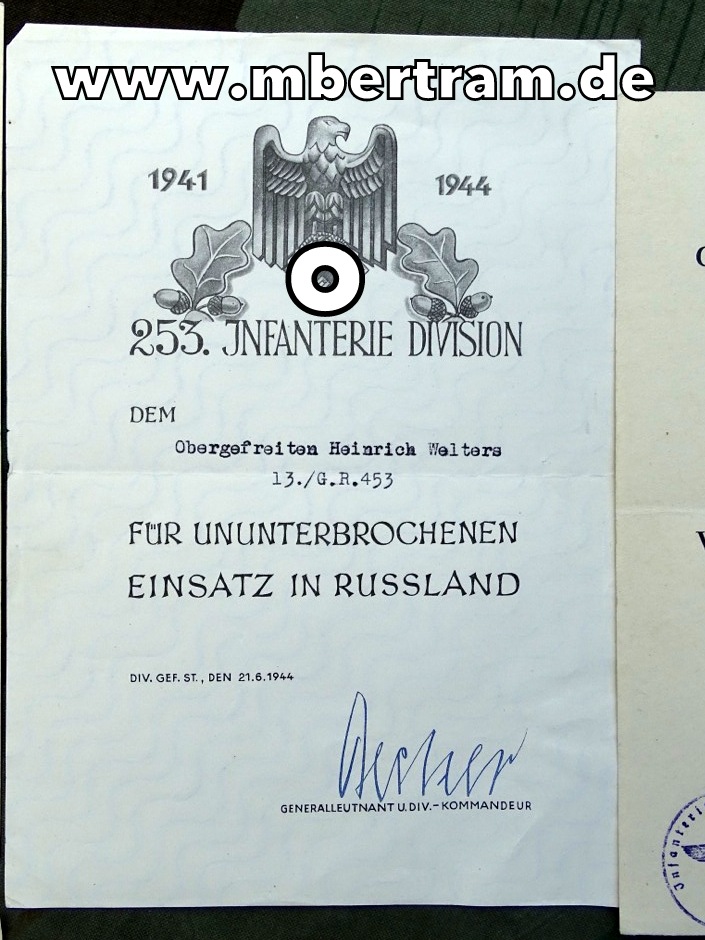 www.mbertram.de
1941
1944
253. INFANTERIE DIVISION
DEM
Obergefreiten Heinrich Welters
13./G.R.453
FÜR UNUNTERBROCHENEN
EINSATZ IN RUSSLAND
DIV. GEF. ST., DEN 21.6.1944
GENERALLEUTNANT U. DIV.-KOMMANDEUR